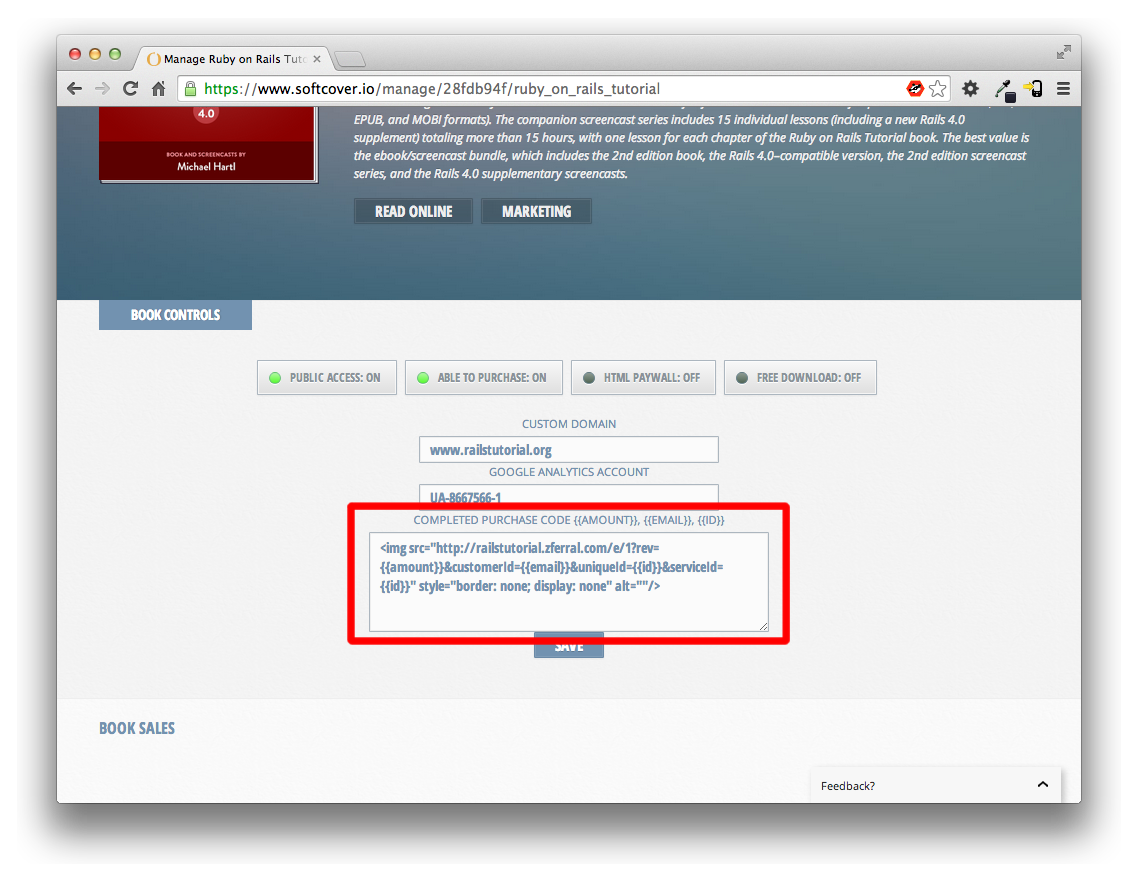 Manage Ruby on Rails Tuto
https://www.softcover.io/manage/28fdb94f/ruby_on_rails_tutorial
4.0
BOOK AND SCREENCASTS BY
Michael Hartl
EPUB, and MOBI formats). The companion screencast series includes 15 individual lessons (including a new Rails 4.0
supplement) totaling more than 15 hours, with one lesson for each chapter of the Ruby on Rails Tutorial book. The best value is
the ebook/screencast bundle, which includes the 2nd edition book, the Rails 4.0–compatible version, the 2nd edition screencast
series, and the Rails 4.0 supplementary screencasts.
READ ONLINE MARKETING
BOOK CONTROLS
PUBLIC ACCESS: ON ABLE TO PURCHASE: ON HTML PAYWALL: OFF FREE DOWNLOAD: OFF
CUSTOM DOMAIN
www.railstutorial.org
GOOGLE ANALYTICS ACCOUNT
UA-8667566-1
COMPLETED PURCHASE CODE {{AMOUNT}}, {{EMAIL}}, {{ID}}
<img src="http://railstutorial.zferral.com/e/1?rev=
{{amount}}&customerId={{email}}&uniqueId={{id}}&serviceId=
{{id}}" style="border: none; display: none" alt=""/>
SAVE
BOOK SALES
Feedback?